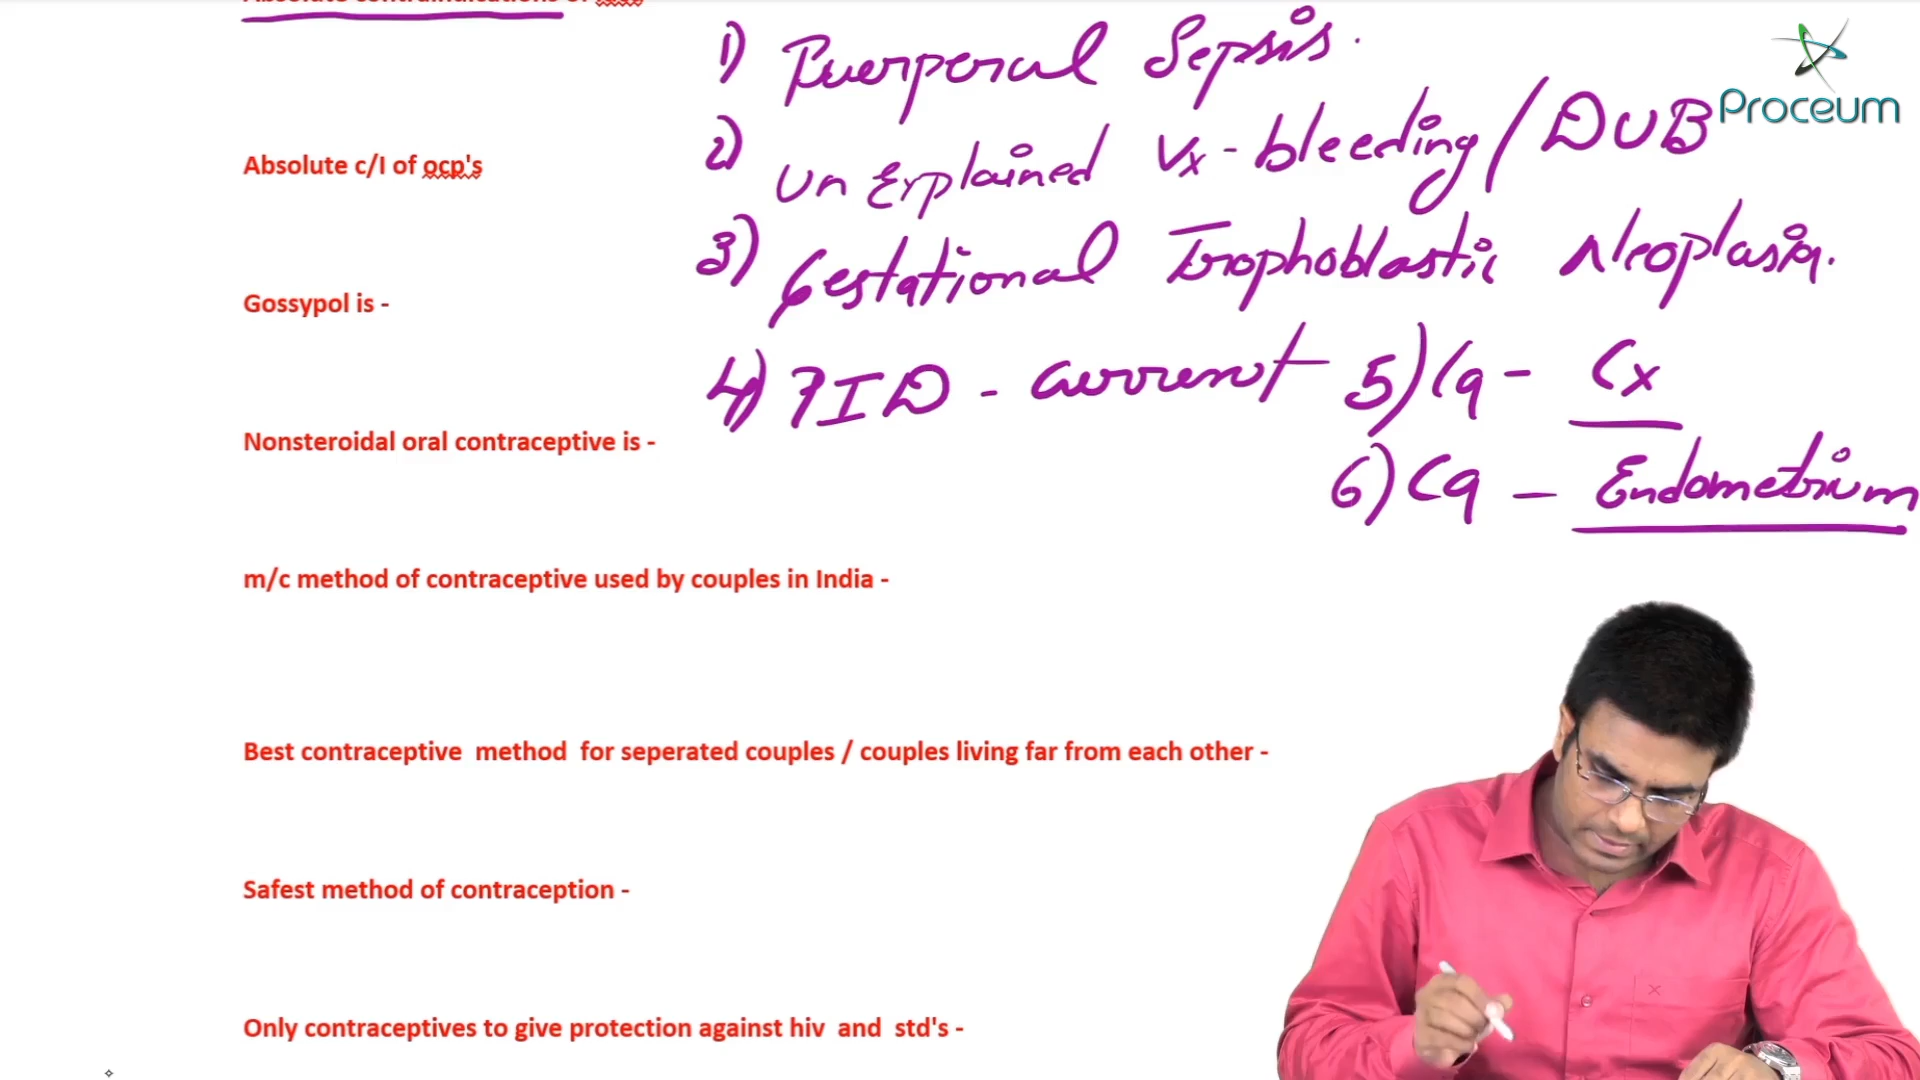 Absolute contraindications of
1) Puerperal Sepsis.
2) un Explained Vx - bleeding / DUB
Proceum
Absolute c/I of ocp's
3) Gestational Trophoblastic Neoplasia.
Gossypol is -
4) PID - current 5) Ca - Cx
Nonsteroidal oral contraceptive is -
6) Ca - Endometrium
m/c method of contraceptive used by couples in India -
Best contraceptive method for seperated couples / couples living far from each other -
Safest method of contraception -
Only contraceptives to give protection against hiv and std's -